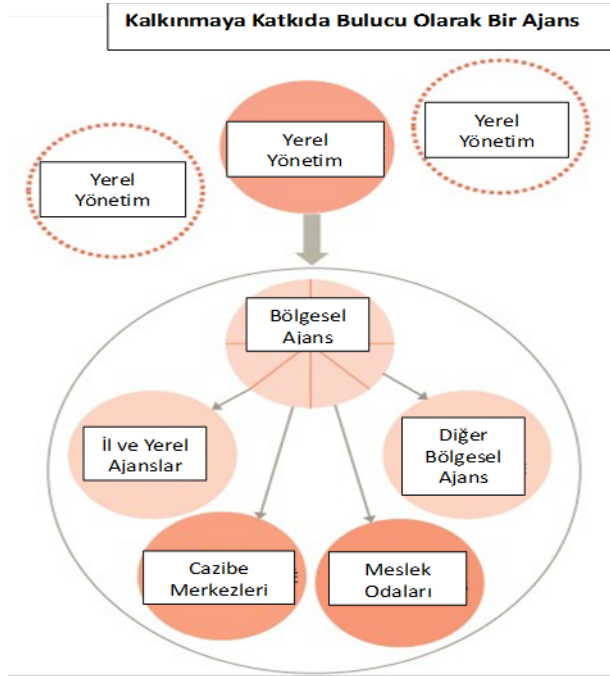 Kalkınmaya Katkıda Bulucu Olarak Bir Ajans
Yerel
Yönetim
Yerel
Yönetim
Yerel
Yönetim
Bölgesel
Ajans
İl ve Yerel
Ajanslar
Diğer
Bölgesel
Ajans
Cazibe
Merkezleri
Meslek
Odaları